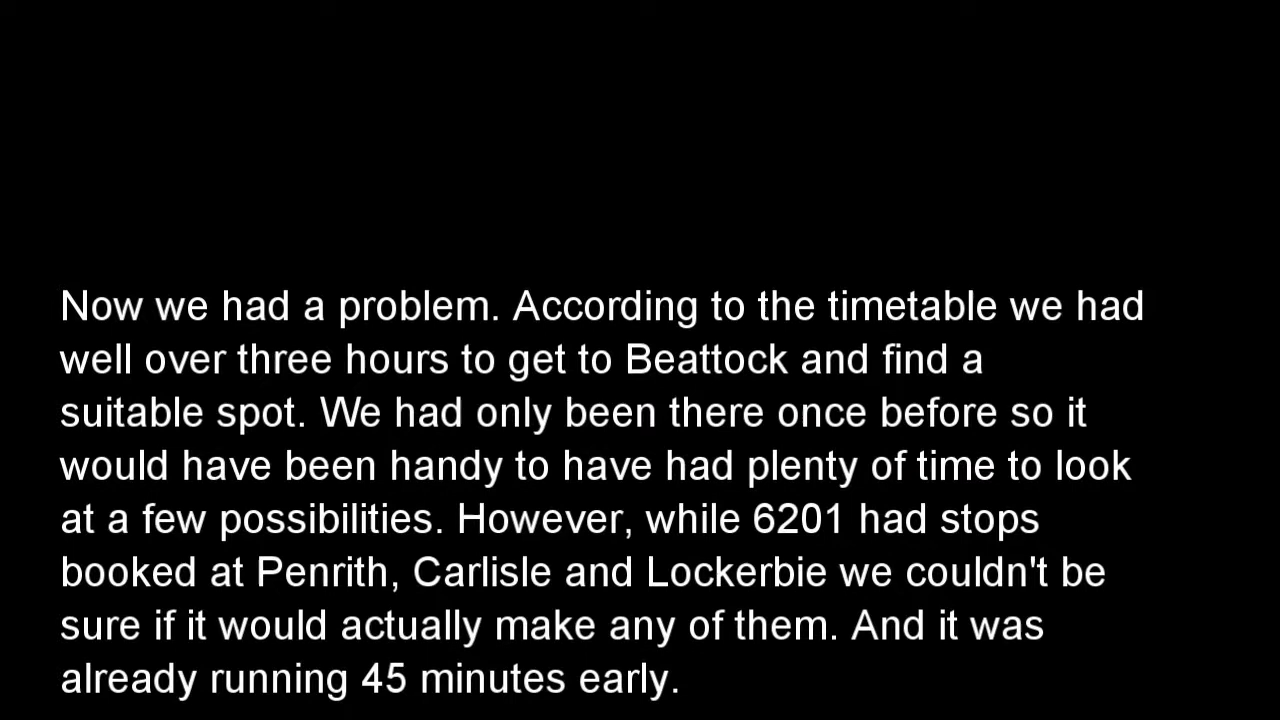 Now we had a problem. According to the timetable we had
well over three hours to get to Beattock and find a
suitable spot. We had only been there once before so it
would have been handy to have had plenty of time to look
at a few possibilities. However, while 6201 had stops
booked at Penrith, Carlisle and Lockerbie we couldn't be
sure if it would actually make any of them. And it was
already running 45 minutes early.